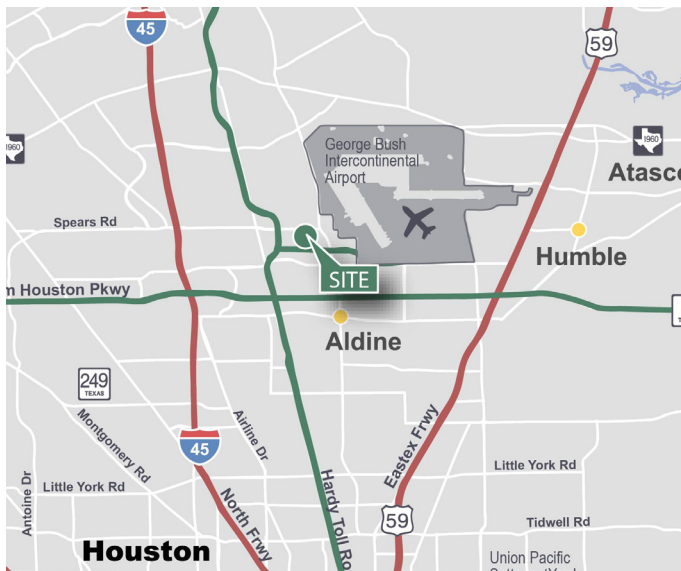 45
59
1960
TEXAS
1960
George Bush
Intercontinental
Airport
Atasco
Spears Rd
Humble
SITE
m Houston Pkwy
Aldine
249
TEXAS
Montgomery Rd
Airline Dr
Eastex Frwy
45
Antoine Dr
Little York Rd
Little York Rd
North Frwy
Hardy Toll Ro
59
Tidwell Rd
Houston
Union Pacific